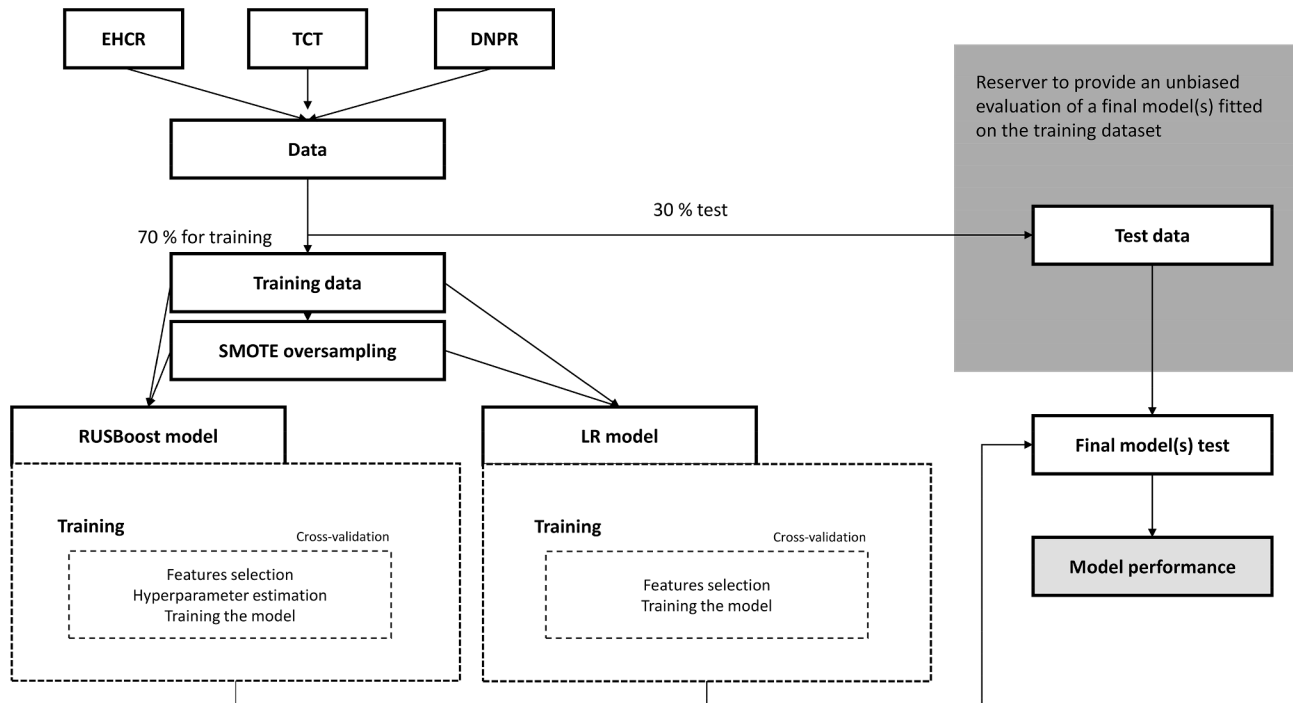 EHCR
TCT
DNPR
Data
Reserver to provide an unbiased
evaluation of a final model(s) fitted
on the training dataset
30 % test
70 % for training
Test data
Training data
SMOTE oversampling
RUSBoost model
LR model
Final model(s) test
Training
Cross-validation
Features selection
Hyperparameter estimation
Training the model
Training
Cross-validation
Features selection
Training the model
Model performance